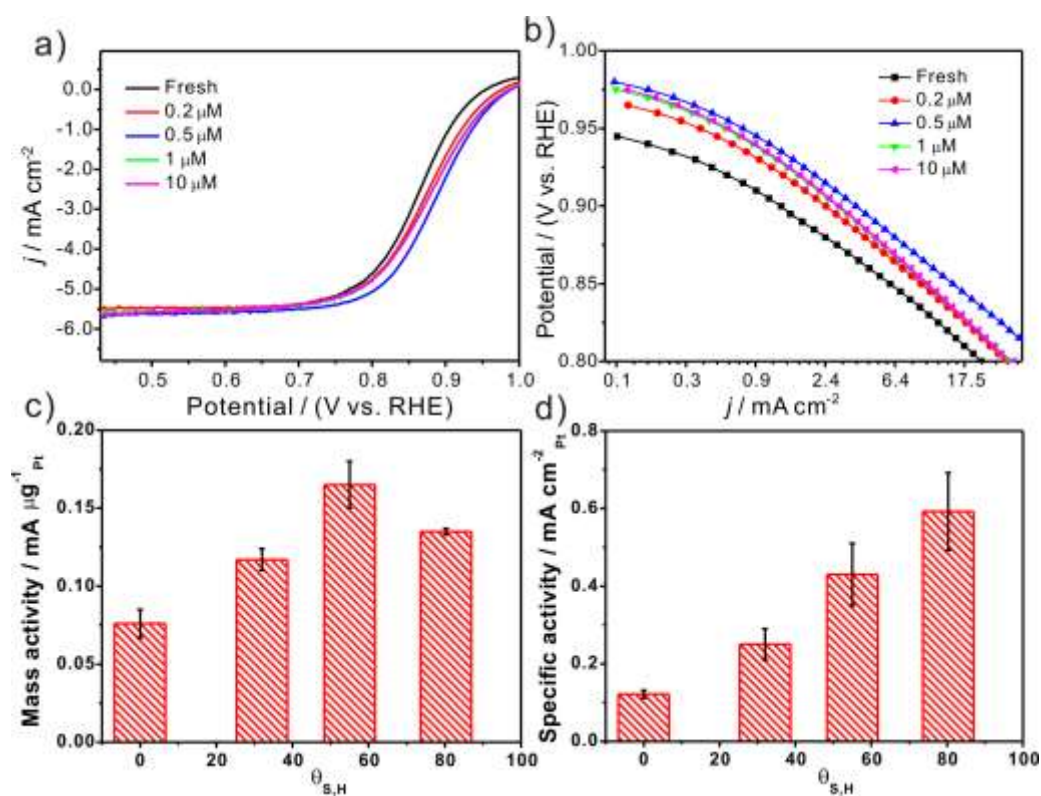 a)
j / mA cm-2
0.0
-1.0
-2.0
-3.0
-4.0
-5.0
-6.0
Fresh
0.2 μM
0.5 μM
1 μM
10 μM
0.5 0.6 0.7 0.8 0.9 1.0
Potential / (V vs. RHE)
b)
Potential / (V vs. RHE)
1.00
0.95
0.90
0.85
0.80
Fresh
0.2 μM
0.5 μM
1 μM
10 μM
0.1 0.3 0.9 2.4 6.4 17.5
j / mA cm-2
c)
Mass activity / mA μg-1 Pt
0.20
0.15
0.10
0.05
0.00
0 20 40 60 80 100
θS,H
d)
Specific activity / mA cm-2 Pt
0.8
0.6
0.4
0.2
0.0
0 20 40 60 80 100
θS,H